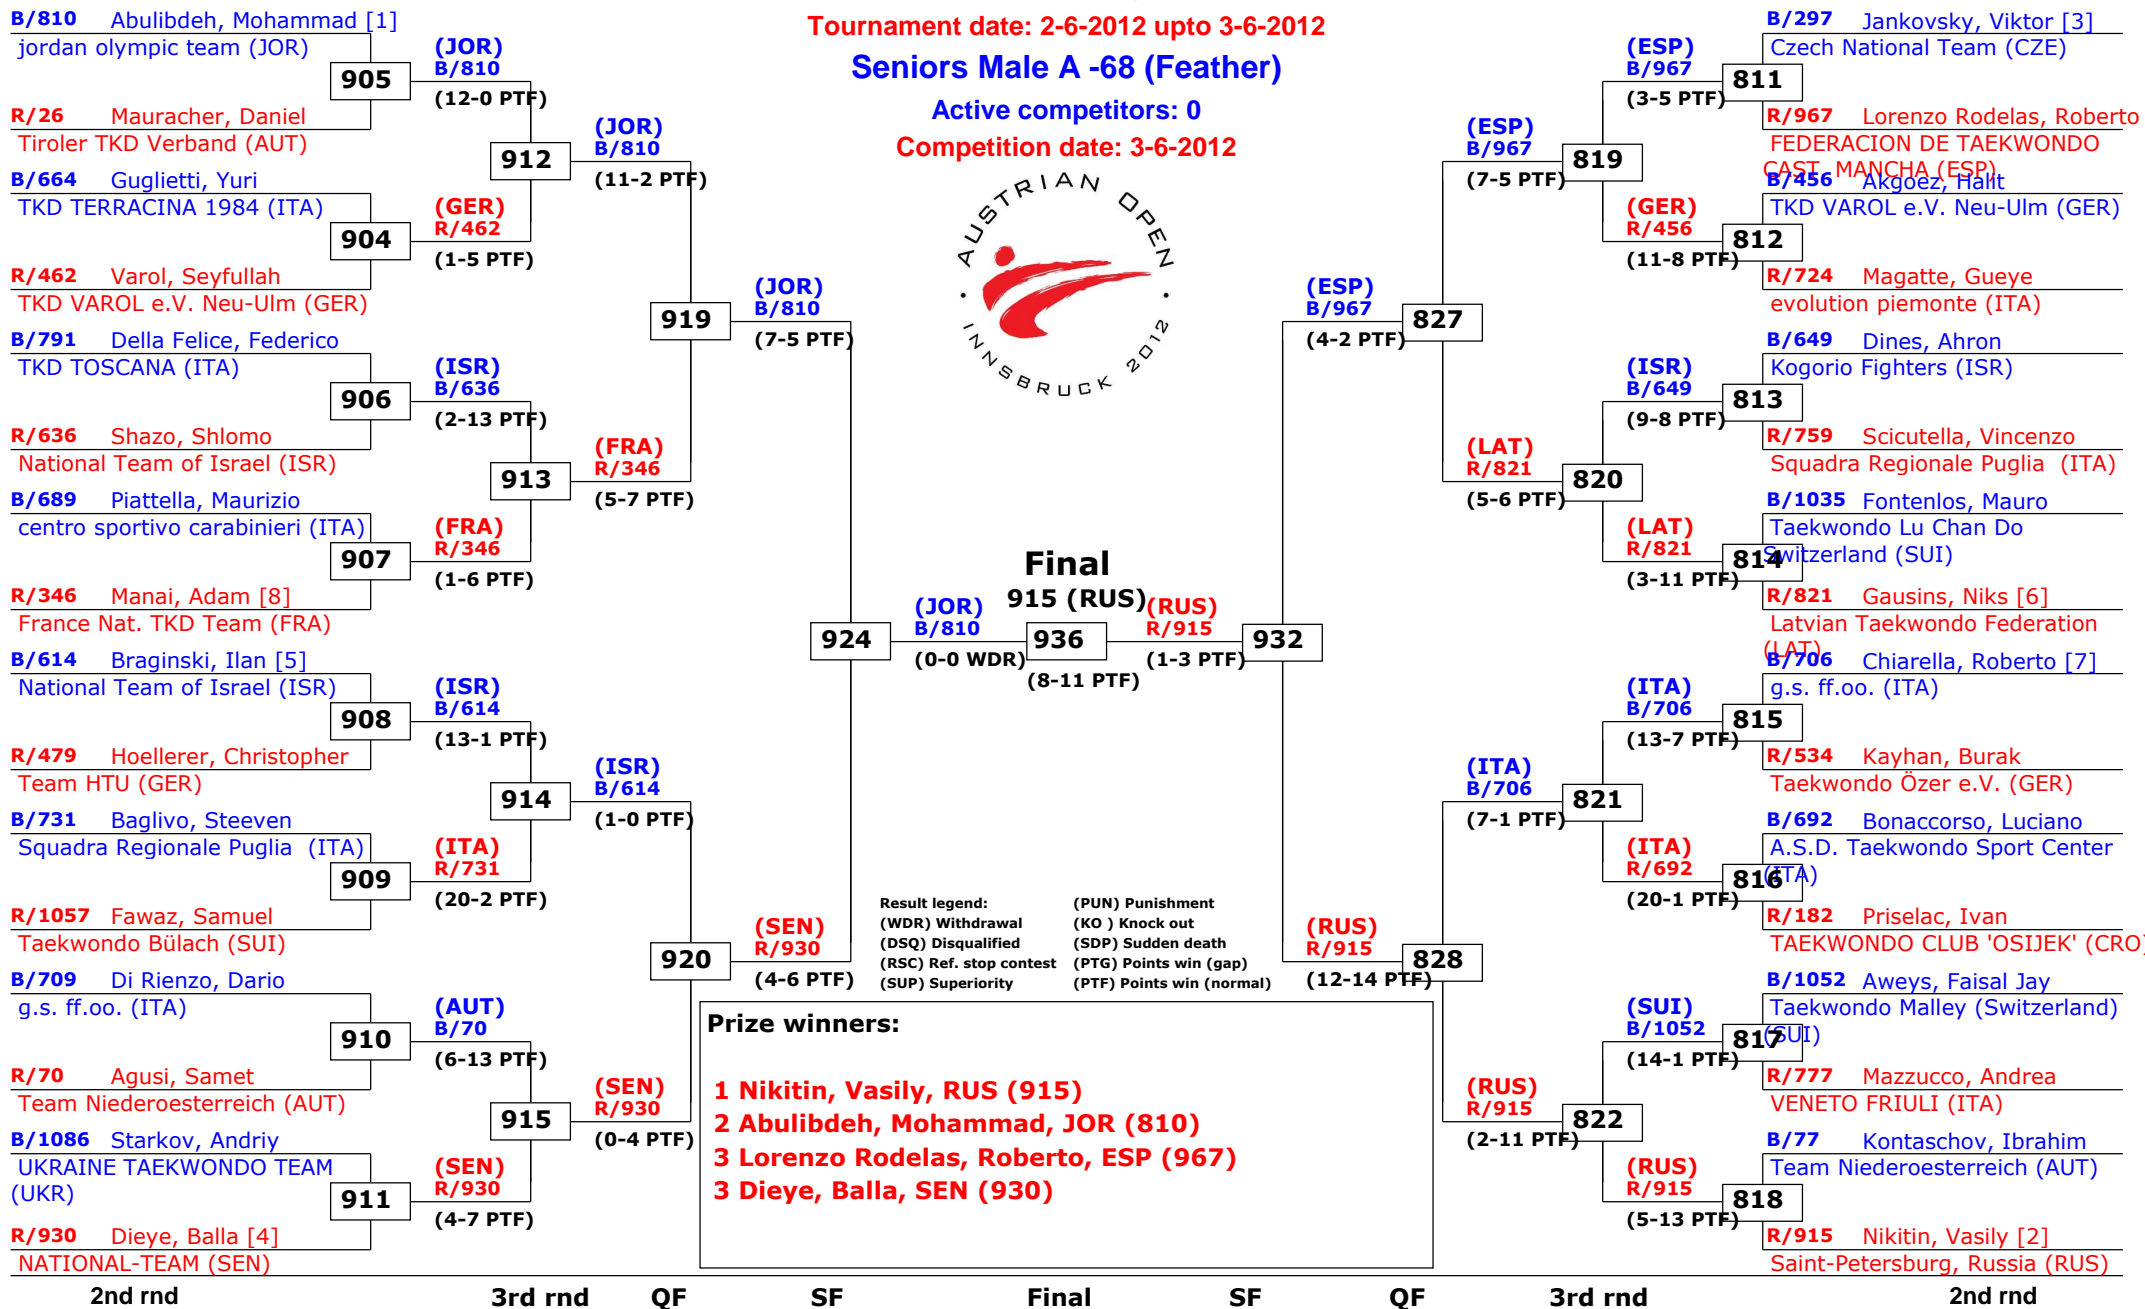 Tournament date: 2-6-2012 upto 3-6-2012
Seniors Male A -68 (Feather)
Active competitors: 0
Competition date: 3-6-2012
AUSTRIAN OPEN
INNSBRUCK 2012
B/810 Abulibdeh, Mohammad [1]
jordan olympic team (JOR)
905
R/26 Mauracher, Daniel
Tiroler TKD Verband (AUT)
B/664 Guglietti, Yuri
TKD TERRACINA 1984 (ITA)
904
R/462 Varol, Seyfullah
TKD VAROL e.V. Neu-Ulm (GER)
B/791 Della Felice, Federico
TKD TOSCANA (ITA)
906
R/636 Shazo, Shlomo
National Team of Israel (ISR)
B/689 Piattella, Maurizio
centro sportivo carabinieri (ITA)
907
R/346 Manai, Adam [8]
France Nat. TKD Team (FRA)
B/614 Braginski, Ilan [5]
National Team of Israel (ISR)
908
R/479 Hoellerer, Christopher
Team HTU (GER)
B/731 Baglivo, Steeven
Squadra Regionale Puglia (ITA)
909
R/1057 Fawaz, Samuel
Taekwondo Bülach (SUI)
B/709 Di Rienzo, Dario
g.s. ff.oo. (ITA)
910
R/70 Agusi, Samet
Team Niederoesterreich (AUT)
B/1086 Starkov, Andriy
UKRAINE TAEKWONDO TEAM
(UKR)
911
R/930 Dieye, Balla [4]
NATIONAL-TEAM (SEN)
(JOR)
B/810
(12-0 PTF)
912
(GER)
R/462
(1-5 PTF)
(ISR)
B/636
(2-13 PTF)
913
(FRA)
R/346
(1-6 PTF)
(ISR)
B/614
(13-1 PTF)
914
(ITA)
R/731
(20-2 PTF)
(AUT)
B/70
(6-13 PTF)
915
(SEN)
R/930
(4-7 PTF)
(JOR)
B/810
(11-2 PTF)
919
(FRA)
R/346
(5-7 PTF)
(ISR)
B/614
(1-0 PTF)
920
(SEN)
R/930
(0-4 PTF)
(JOR)
B/810
(7-5 PTF)
924
(SEN)
R/930
(4-6 PTF)
(JOR)
B/810
(0-0 WDR)
Final
915 (RUS)
936
(8-11 PTF)
(RUS)
R/915
(1-3 PTF)
932
(ESP)
B/967
(4-2 PTF)
827
(RUS)
R/915
(12-14 PTF)
828
(ESP)
B/967
(7-5 PTF)
819
(LAT)
R/821
(5-6 PTF)
820
(ITA)
B/706
(7-1 PTF)
821
(RUS)
R/915
(2-11 PTF)
822
(ESP)
B/967
(3-5 PTF)
811
(GER)
R/456
(11-8 PTF)
812
(ISR)
B/649
(9-8 PTF)
813
(LAT)
R/821
(3-11 PTF)
814
(ITA)
B/706
(13-7 PTF)
815
(ITA)
R/692
(20-1 PTF)
816
(SUI)
B/1052
(14-1 PTF)
817
(RUS)
R/915
(5-13 PTF)
818
B/297 Jankovsky, Viktor [3]
Czech National Team (CZE)
R/967 Lorenzo Rodelas, Roberto
FEDERACION DE TAEKWONDO
CAST. MANCHA (ESP)
B/456 Akgoez, Halit
TKD VAROL e.V. Neu-Ulm (GER)
R/724 Magatte, Gueye
evolution piemonte (ITA)
B/649 Dines, Ahron
Kogorio Fighters (ISR)
R/759 Scicutella, Vincenzo
Squadra Regionale Puglia (ITA)
B/1035 Fontenlos, Mauro
Taekwondo Lu Chan Do
Switzerland (SUI)
R/821 Gausins, Niks [6]
Latvian Taekwondo Federation
(LAT)
B/706 Chiarella, Roberto [7]
g.s. ff.oo. (ITA)
R/534 Kayhan, Burak
Taekwondo Özer e.V. (GER)
B/692 Bonaccorso, Luciano
A.S.D. Taekwondo Sport Center
(ITA)
R/182 Priselac, Ivan
TAEKWONDO CLUB 'OSIJEK' (CRO)
B/1052 Aweys, Faisal Jay
Taekwondo Malley (Switzerland)
(SUI)
R/777 Mazzucco, Andrea
VENETO FRIULI (ITA)
B/77 Kontaschov, Ibrahim
Team Niederoesterreich (AUT)
R/915 Nikitin, Vasily [2]
Saint-Petersburg, Russia (RUS)
Result legend: (PUN) Punishment
(WDR) Withdrawal (KO ) Knock out
(DSQ) Disqualified (SDP) Sudden death
(RSC) Ref. stop contest (PTG) Points win (gap)
(SUP) Superiority (PTF) Points win (normal)
Prize winners:
1 Nikitin, Vasily, RUS (915)
2 Abulibdeh, Mohammad, JOR (810)
3 Lorenzo Rodelas, Roberto, ESP (967)
3 Dieye, Balla, SEN (930)
2nd rnd 3rd rnd QF SF Final SF QF 3rd rnd 2nd rnd